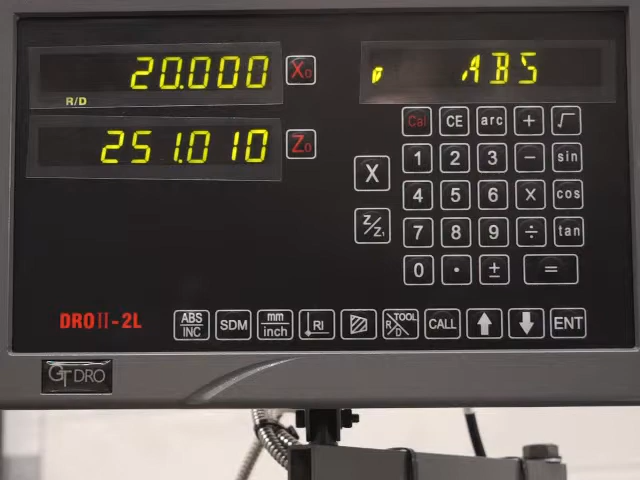 20.000 X₀ ABS
R/D
251.010 Z₀
Cal CE arc + √
1 2 3 − sin
X 4 5 6 × cos
Z/Z₁ 7 8 9 ÷ tan
0 . ± =
DROII-2L ABS/INC SDM mm/inch RI R/D TOOL CALL ENT
GT DRO